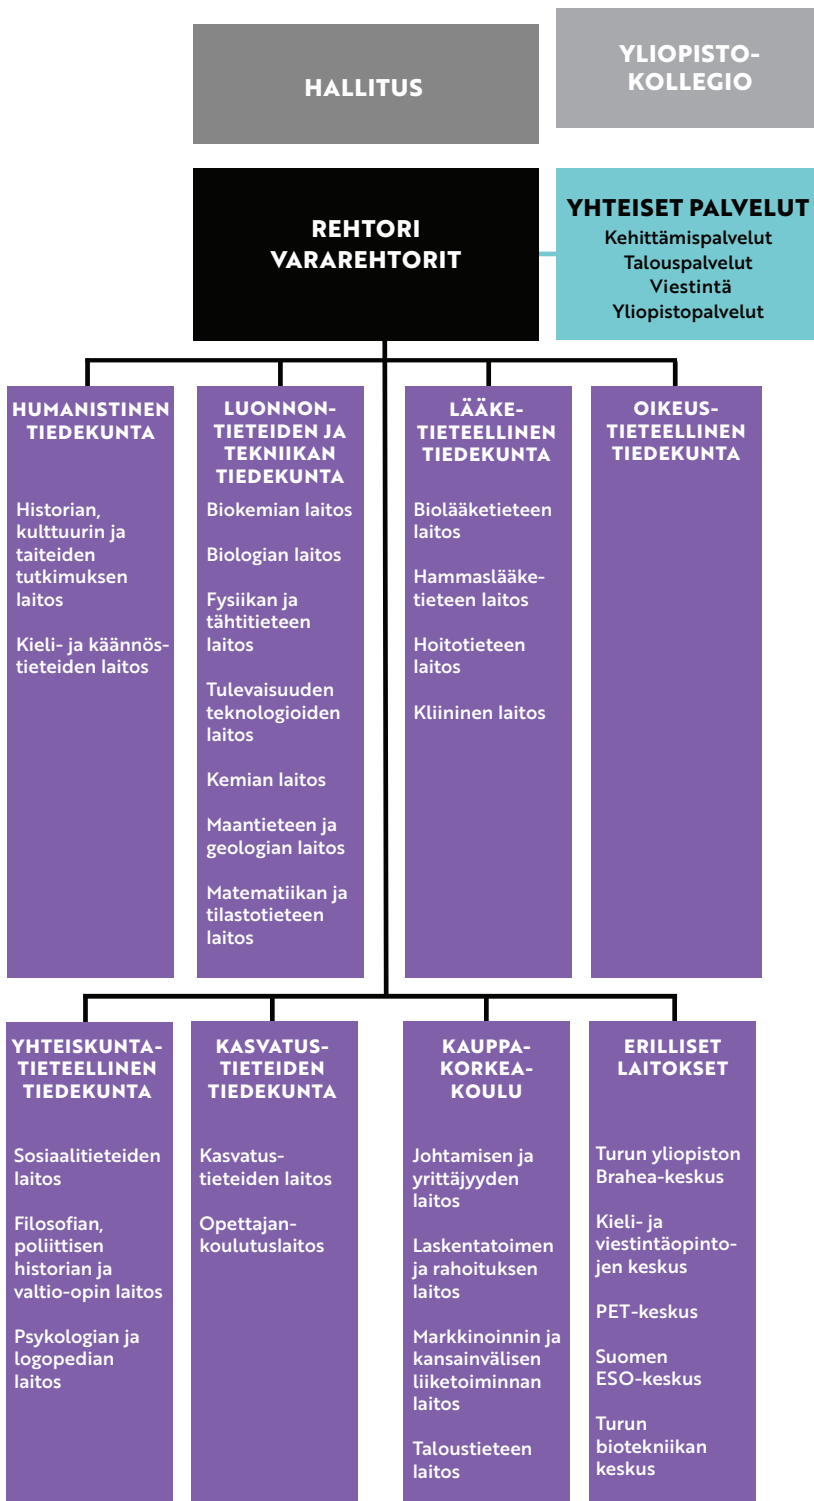 HALLITUS
YLIOPISTO-
KOLLEGIO
REHTORI
VARAREHTORIT
YHTEISET PALVELUT
Kehittämispalvelut
Talouspalvelut
Viestintä
Yliopistopalvelut
HUMANISTINEN
TIEDEKUNTA
Historian,
kulttuurin ja
taiteiden
tutkimuksen
laitos
Kieli- ja käännös-
tieteiden laitos
LUONNON-
TIETEIDEN JA
TEKNIIKAN
TIEDEKUNTA
Biokemian laitos
Biologian laitos
Fysiikan ja
tähtitieteen
laitos
Tulevaisuuden
teknologioiden
laitos
Kemian laitos
Maantieteen ja
geologian laitos
Matematiikan ja
tilastotieteen
laitos
LÄÄKE-
TIETEELLINEN
TIEDEKUNTA
Biolääketieteen
laitos
Hammaslääke-
tieteen laitos
Hoitotieteen
laitos
Kliininen laitos
OIKEUS-
TIETEELLINEN
TIEDEKUNTA
YHTEISKUNTA-
TIETEELLINEN
TIEDEKUNTA
Sosiaalitieteiden
laitos
Filosofian,
poliittisen
historian ja
valtio-opin laitos
Psykologian ja
logopedian
laitos
KASVATUS-
TIETEIDEN
TIEDEKUNTA
Kasvatus-
tieteiden laitos
Opettajan-
koulutuslaitos
KAUPPA-
KORKEA-
KOULU
Johtamisen ja
yrittäjyyden
laitos
Laskentatoimen
ja rahoituksen
laitos
Markkinoinnin ja
kansainvälisen
liiketoiminnan
laitos
Taloustieteen
laitos
ERILLISET
LAITOKSET
Turun yliopiston
Brahea-keskus
Kieli- ja
viestintäopinto-
jen keskus
PET-keskus
Suomen
ESO-keskus
Turun
biotekniikan
keskus